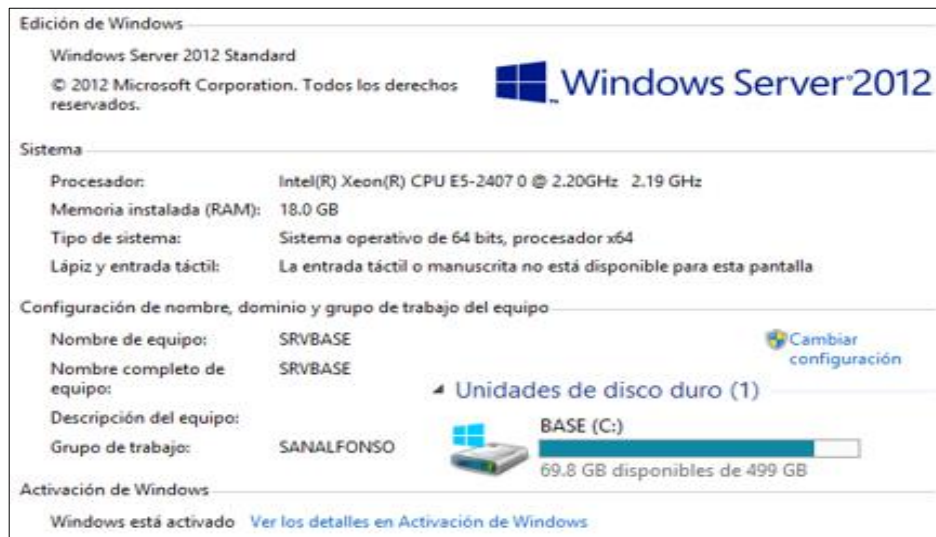 Edición de Windows
Windows Server 2012 Standard
© 2012 Microsoft Corporation. Todos los derechos
reservados.
Windows Server 2012
Sistema
Procesador: Intel(R) Xeon(R) CPU E5-2407 0 @ 2.20GHz 2.19 GHz
Memoria instalada (RAM): 18.0 GB
Tipo de sistema: Sistema operativo de 64 bits, procesador x64
Lápiz y entrada táctil: La entrada táctil o manuscrita no está disponible para esta pantalla
Configuración de nombre, dominio y grupo de trabajo del equipo
Nombre de equipo: SRVBASE
Cambiar
configuración
Nombre completo de SRVBASE
equipo:
Descripción del equipo:
Grupo de trabajo: SANALFONSO
Unidades de disco duro (1)
BASE (C:)
69.8 GB disponibles de 499 GB
Activación de Windows
Windows está activado Ver los detalles en Activación de Windows